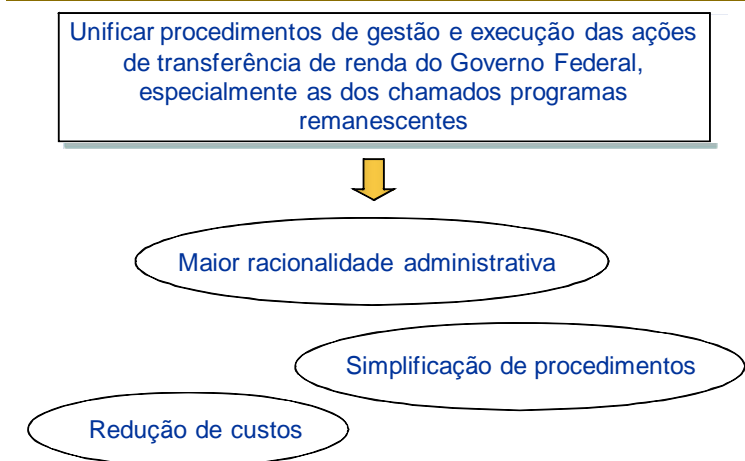 Unificar procedimentos de gestão e execução das ações
de transferência de renda do Governo Federal,
especialmente as dos chamados programas
remanescentes
Maior racionalidade administrativa
Simplificação de procedimentos
Redução de custos